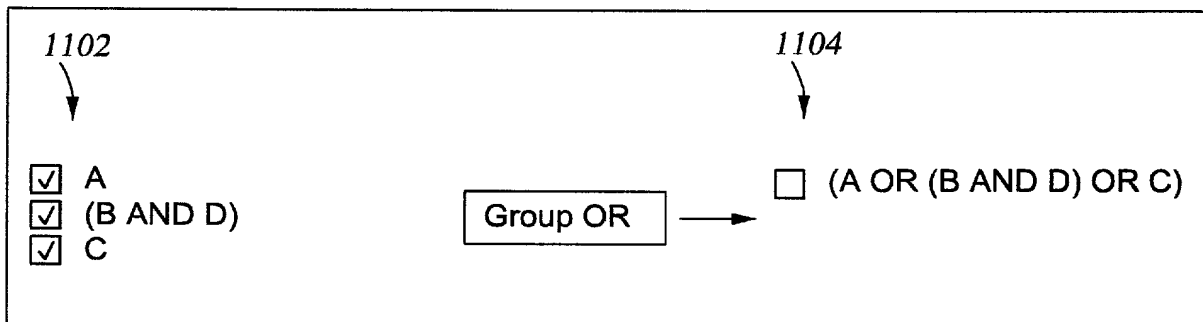 1102
1104
A
(B AND D)
C
Group OR
(A OR (B AND D) OR C)